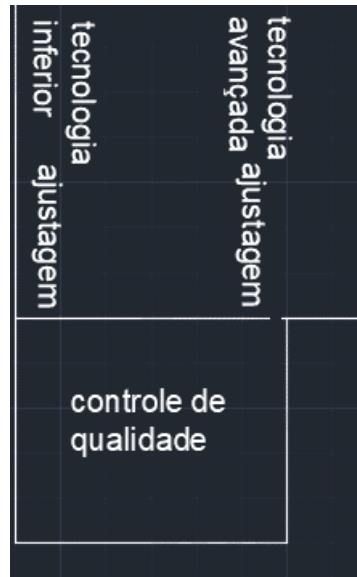 tecnologia
inferior
ajustagem
tecnologia
avançada
ajustagem
controle de
qualidade